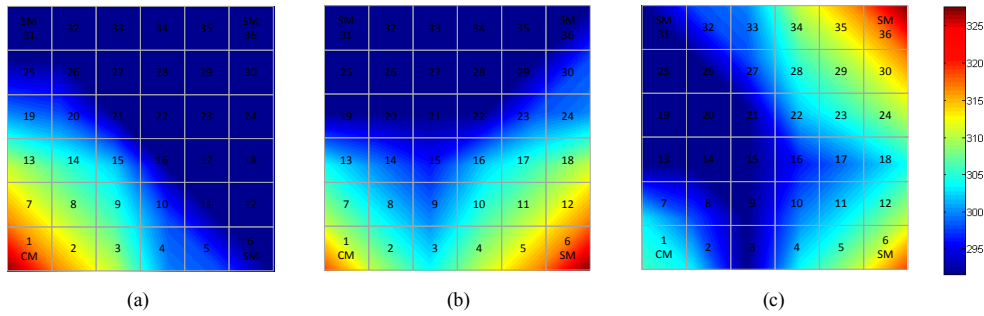 SM 32 33 34 35 SM
31 36
25 26 27 28 29 30
19 20 21 22 23 24
13 14 15 16 17 18
7 8 9 10 11 12
1 2 3 4 5 6
CM SM
(a)
SM 32 33 34 35 SM
31 36
25 26 27 28 29 30
19 20 21 22 23 24
13 14 15 16 17 18
7 8 9 10 11 12
1 2 3 4 5 6
CM SM
(b)
SM 32 33 34 35 SM
31 36
25 26 27 28 29 30
19 20 21 22 23 24
13 14 15 16 17 18
7 8 9 10 11 12
1 2 3 4 5 6
CM SM
(c)
325
320
315
310
305
300
295